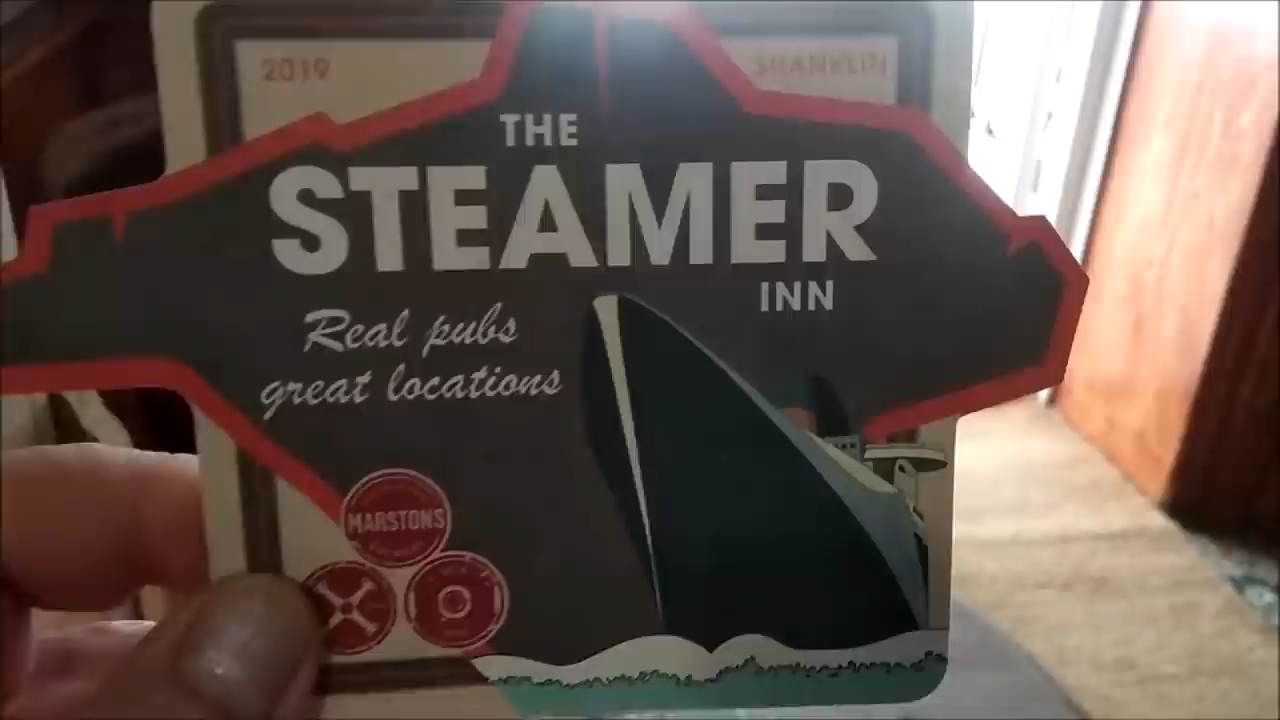 2019
SHANKLIN
THE
STEAMER
INN
Real pubs
great locations
MARSTONS